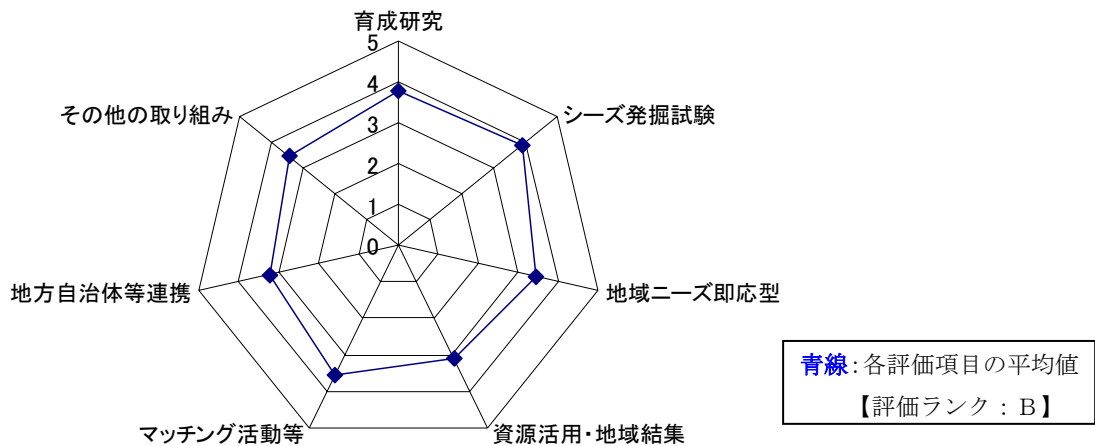 育成研究
5
その他の取り組み
4
シーズ発掘試験
3
2
1
0
地方自治体等連携
地域ニーズ即応型
マッチング活動等
資源活用・地域結集
青線：各評価項目の平均値
【評価ランク：Ｂ】